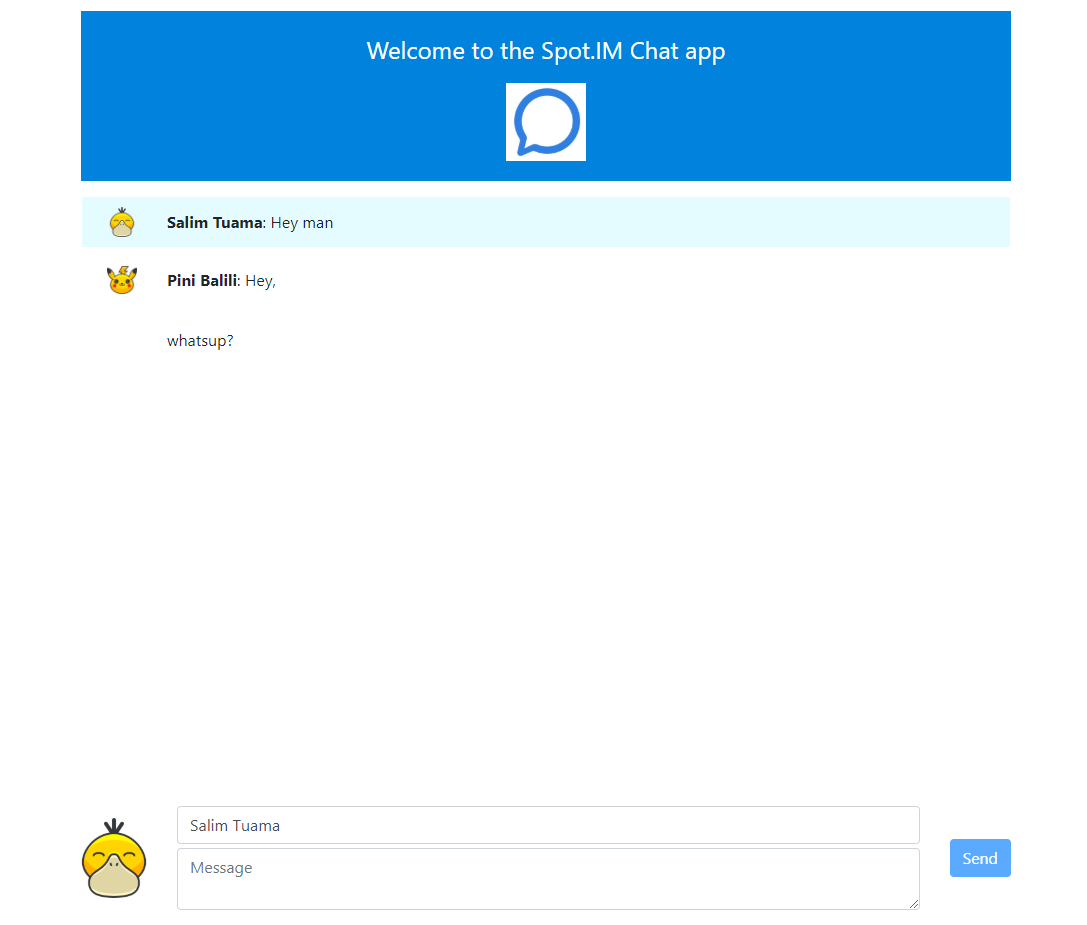 Welcome to the Spot.IM Chat app
Salim Tuama: Hey man
Pini Balili: Hey,
whatsup?
Salim Tuama
Message
Send